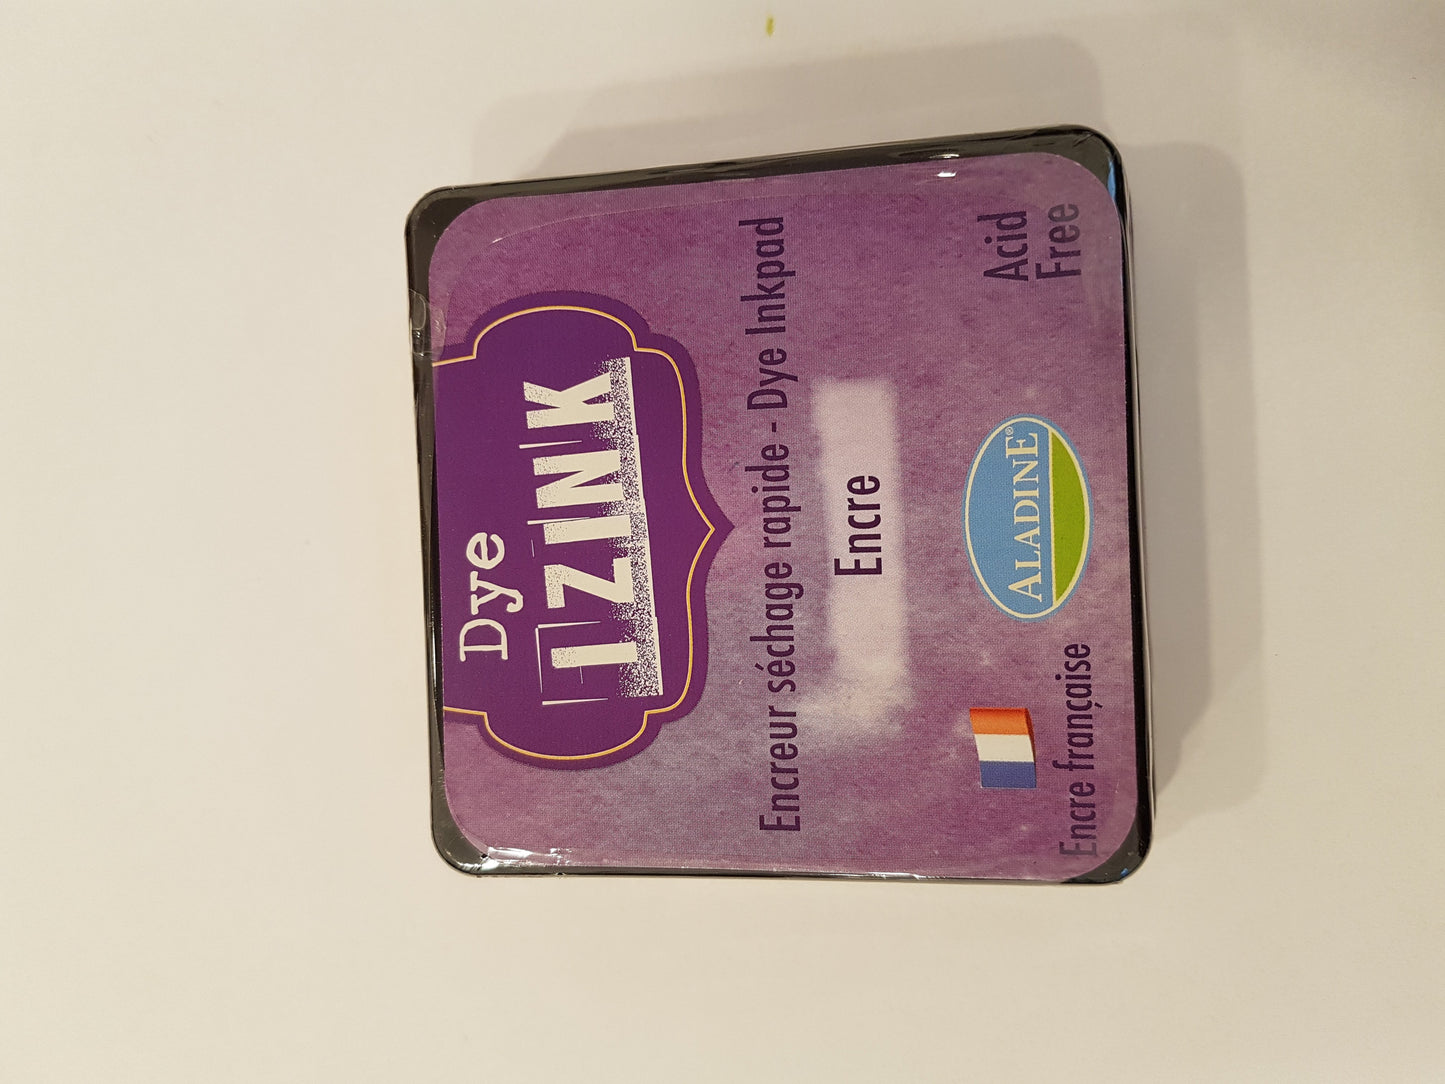 Dye
IZINK
Encreur séchage rapide - Dye Inkpad
Encre
Encre française
ALADINE®
Acid
Free